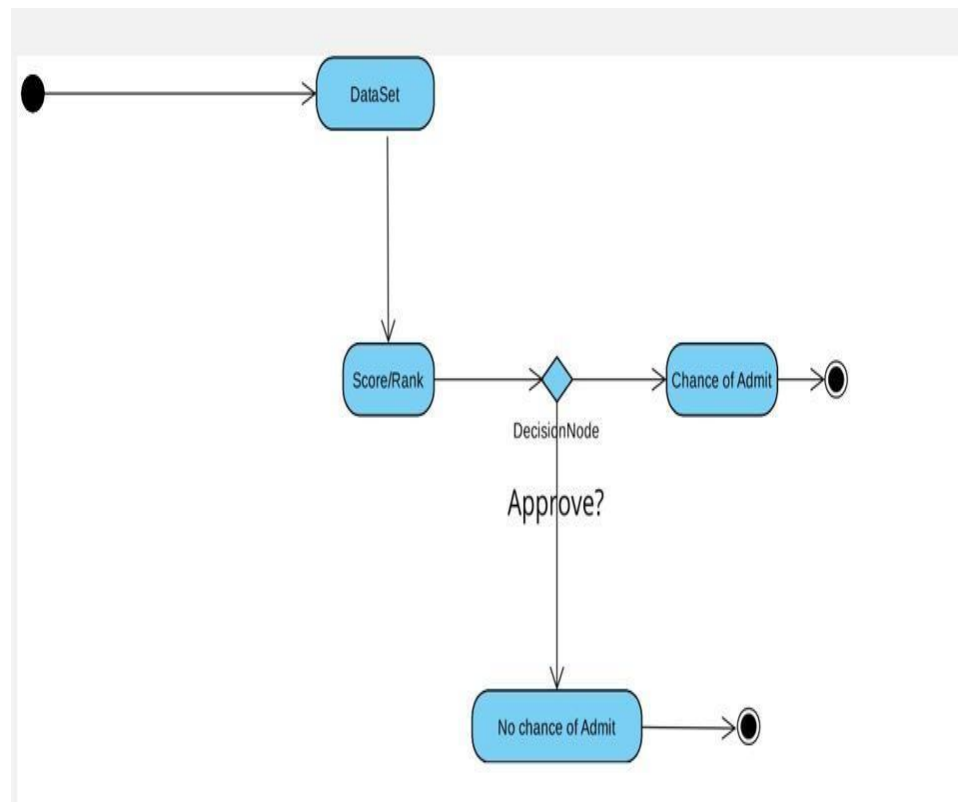 DataSet
Score/Rank
Chance of Admit
DecisionNode
Approve?
No chance of Admit